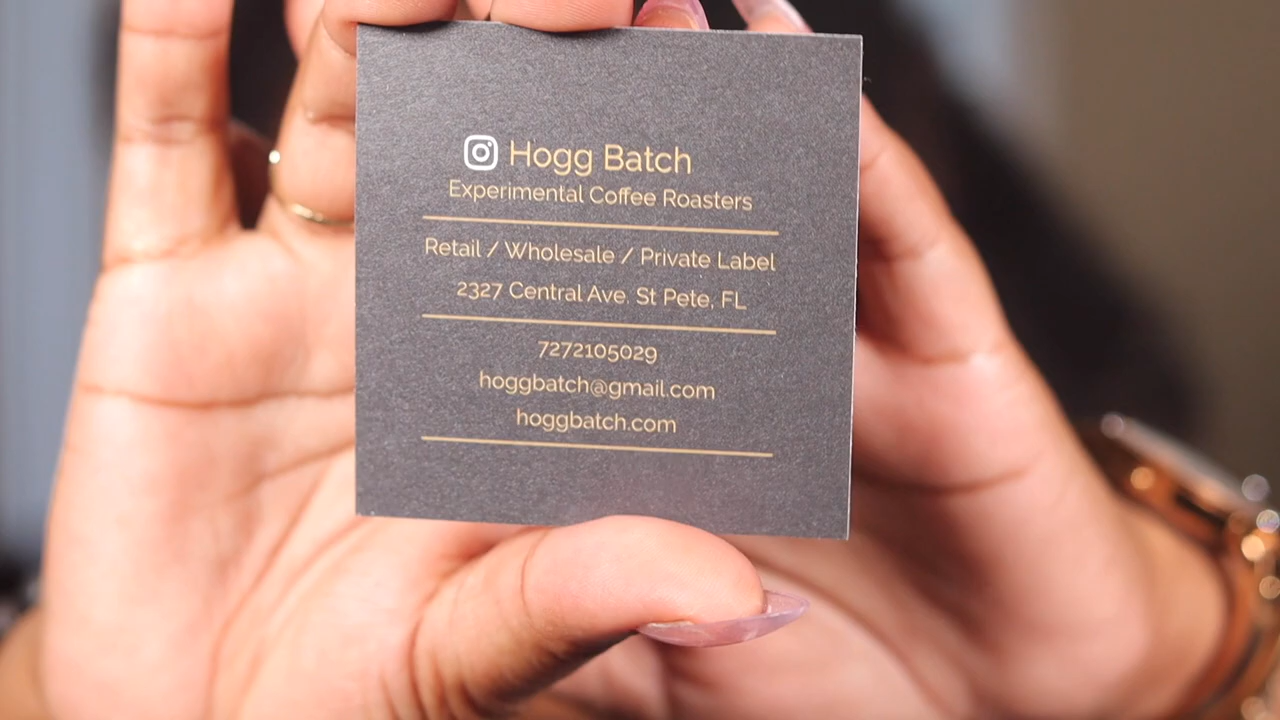 Hogg Batch
Experimental Coffee Roasters
Retail / Wholesale / Private Label
2327 Central Ave. St Pete, FL
7272105029
hoggbatch@gmail.com
hoggbatch.com